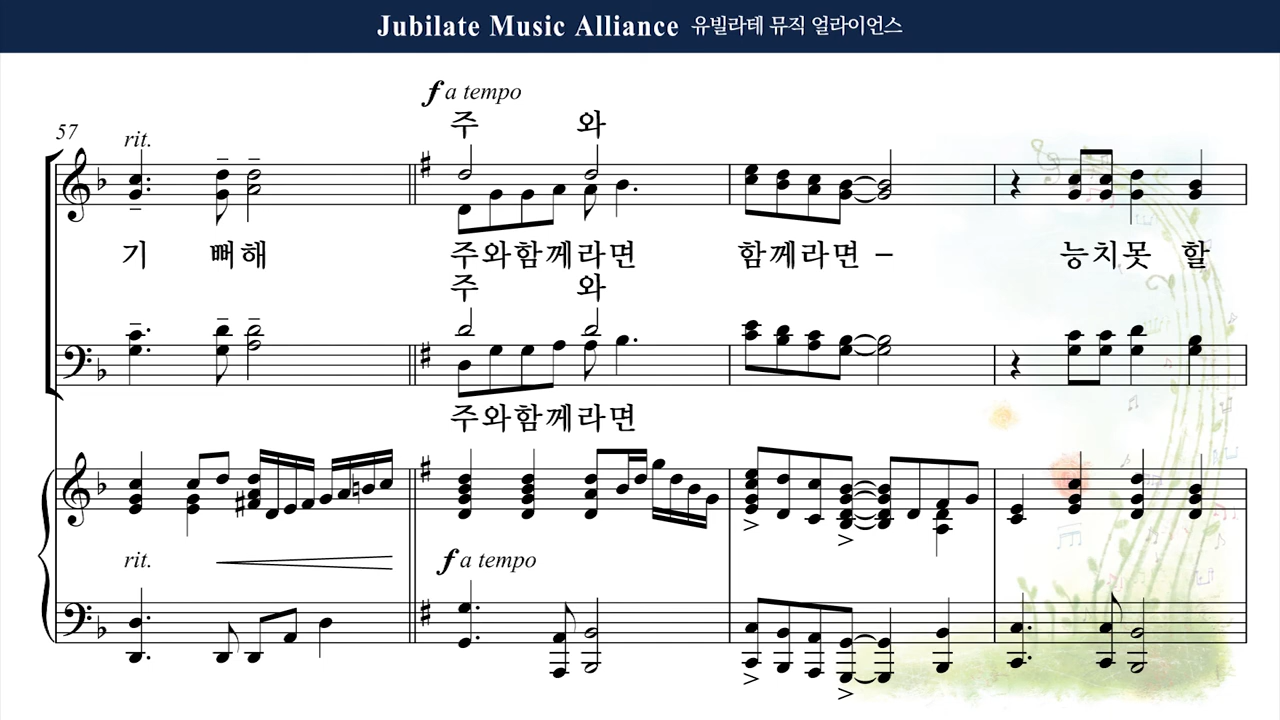 Jubilate Music Alliance 유빌라테 뮤직 얼라이언스
f a tempo
57 rit. 주 와
기 뻐해 주와함께라면 함께라면 – 능치못 할
주 와
주와함께라면
rit. f a tempo